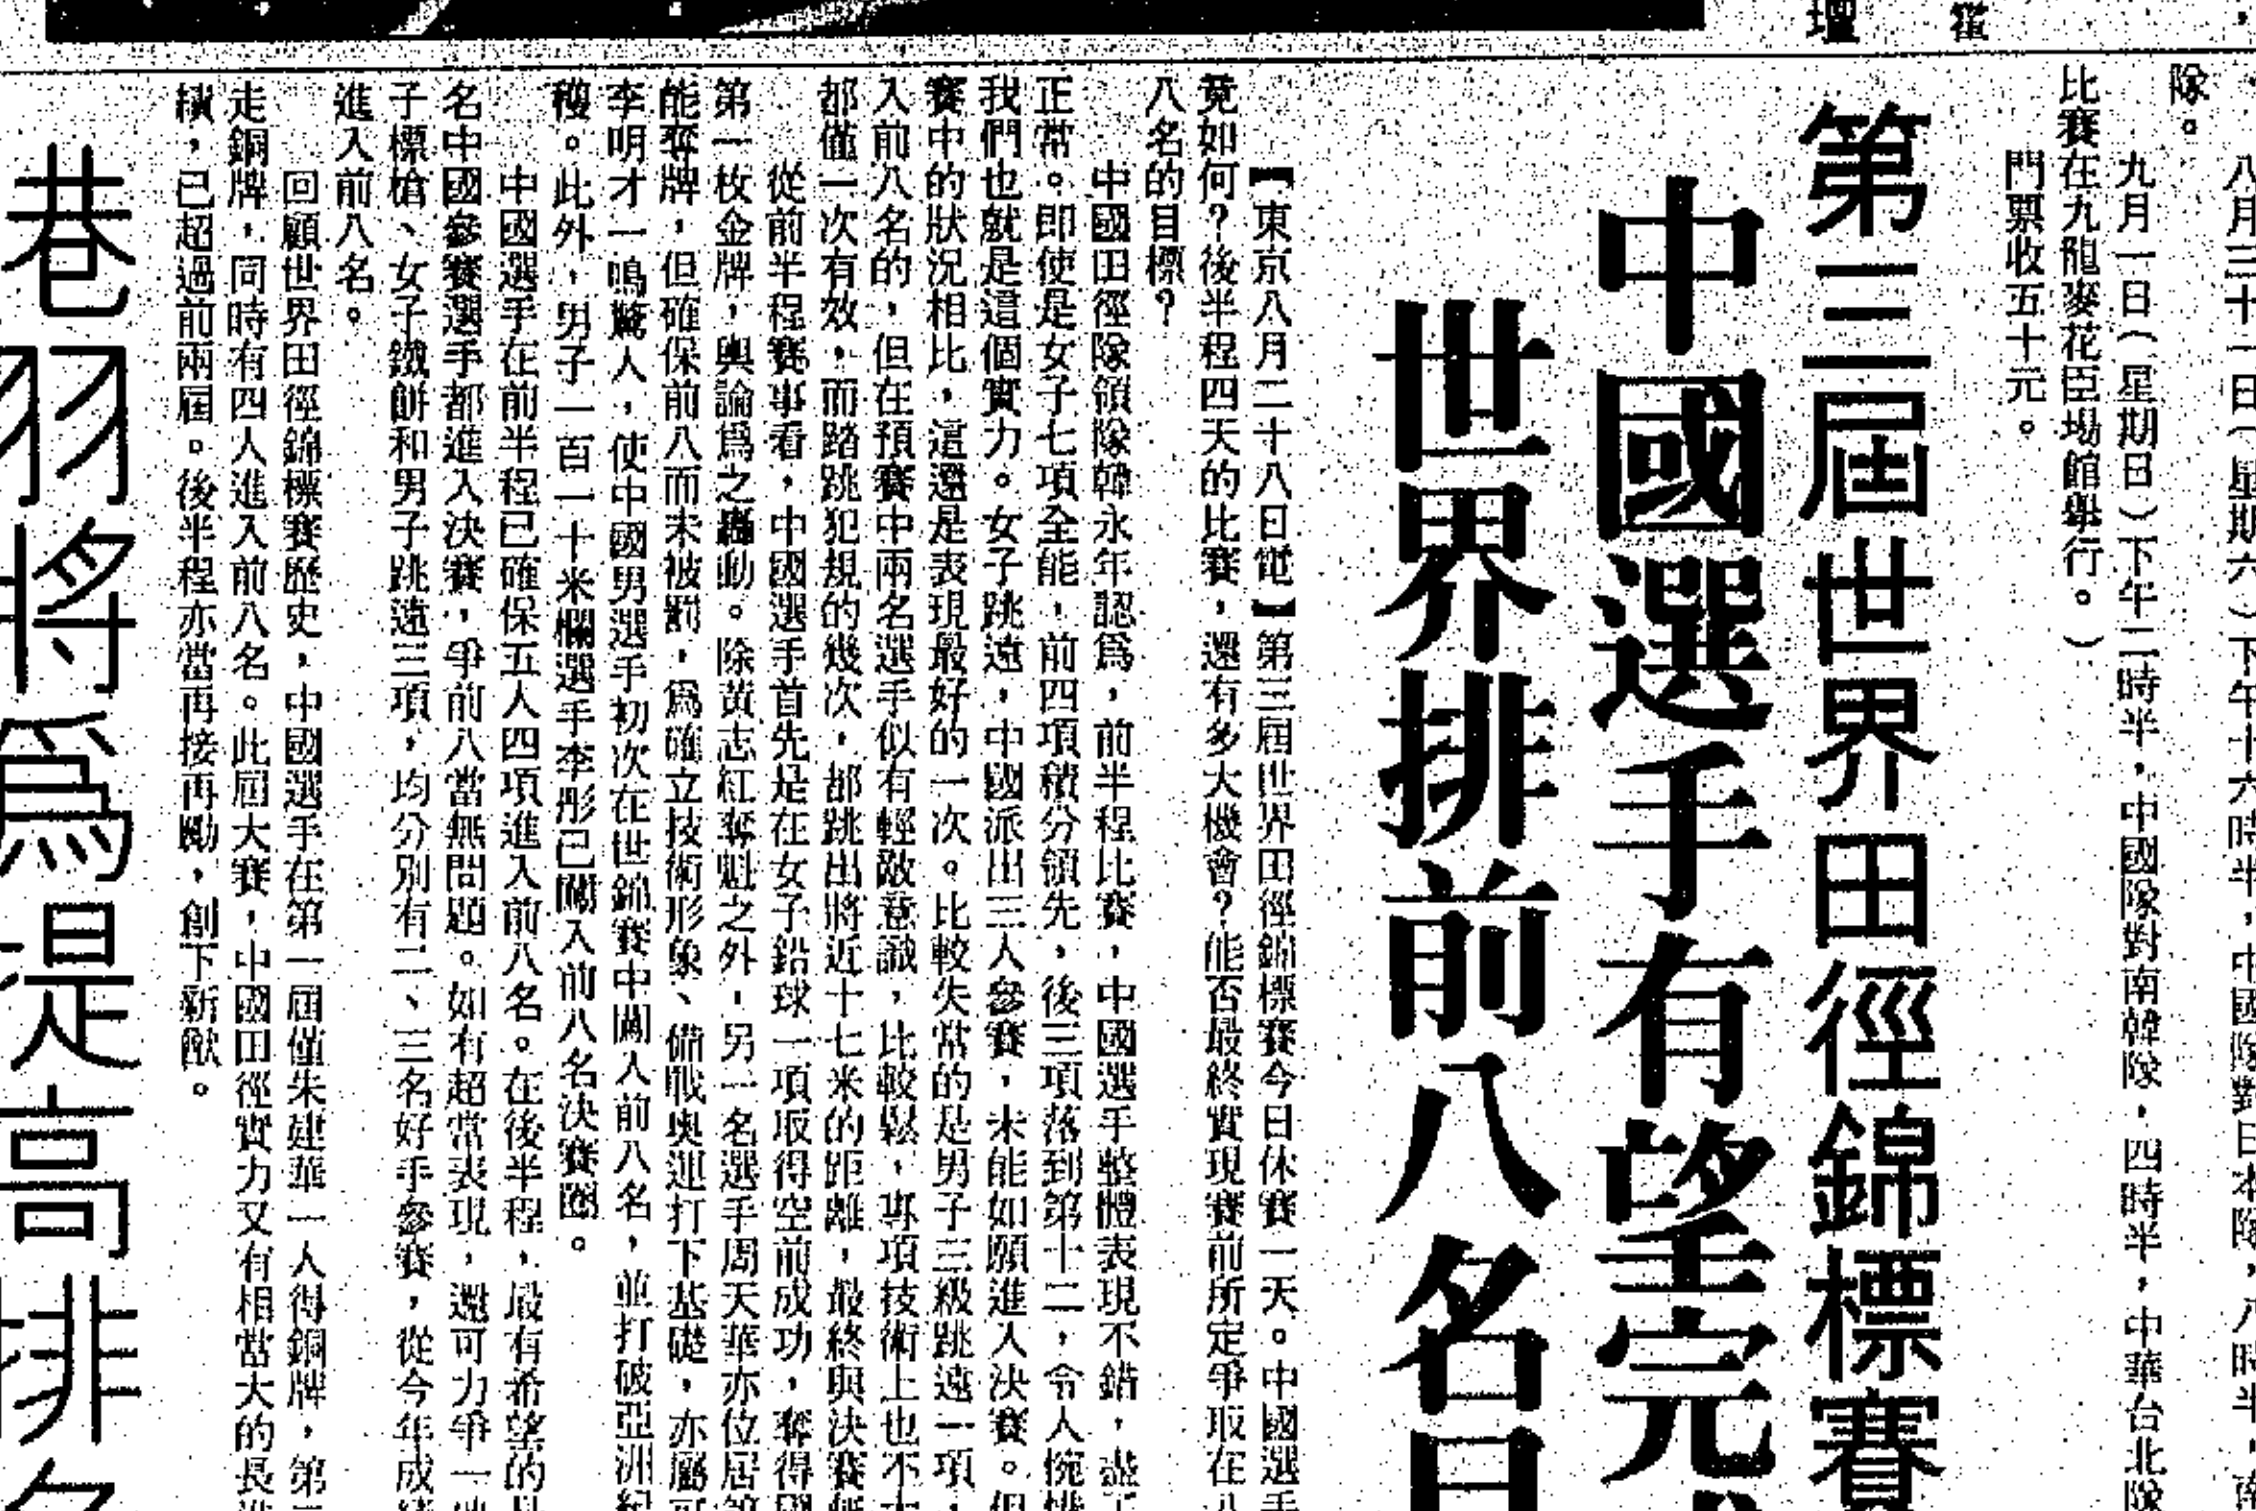 壇
八月三十一日（星期六）下午十六時半，中國隊對日本隊，八時半，南
隊。
九月一日（星期日）下午二時半，中國隊對南韓隊，四時半，中華台北隊
比賽在九龍麥花臣場館舉行。）
門票收五十元。
第三屆世界田徑錦標賽
中國選手有望完成
世界排前八名目
【東京八月二十八日電】第三屆世界田徑錦標賽今日休賽一天。中國選手
竟如何？後半程四天的比賽，還有多大機會？能否最終實現賽前所定爭取在八
八名的目標？
中國田徑隊領隊韓永年認爲，前半程比賽，中國選手整體表現不錯，盡
正常。即使是女子七項全能，前四項積分領先，後三項落到第十二，令人惋惜
我們也就是這個實力。女子跳遠，中國派出三人參賽，未能如願進入決賽。但
賽中的狀況相比，這還是表現最好的一次。比較失常的是男子三級跳遠一項，
入前八名的，但在預賽中兩名選手似有輕敵意識，比較鬆，專項技術上也不
都僅一次有效，而踏跳犯規的幾次，都跳出將近十七米的距離，最終與決賽無
從前半程賽事看，中國選手首先是在女子鉛球一項取得空前成功，奪得國
第一枚金牌，輿論爲之轟動。除黃志紅奪魁之外，另一名選手周天華亦位居第
能奪牌，但確保前八而未被罰，爲確立技術形象、備戰奧運打下基礎，亦屬可
李明才一鳴驚人，使中國男選手初次在世錦賽中闖入前八名，並打破亞洲紀
穫。此外，男子一百一十米欄選手李彤已闖入前八名決賽圈。
中國選手在前半程已確保五人四項進入前八名。在後半程，最有希望的是
名中國參賽選手都進入決賽，爭前八當無問題。如有超常表現，還可力爭一
子標槍、女子鐵餅和男子跳遠三項，均分別有二、三名好手參賽，從今年成績
進入前八名。
回顧世界田徑錦標賽歷史，中國選手在第一屆僅朱建華一人得銅牌，第二
走銅牌，同時有四人進入前八名。此屆大賽，中國田徑實力又有相當大的長進
績，已超過前兩屆。後半程亦當再接再勵，創下新猷。
巷羽將爲提高排名